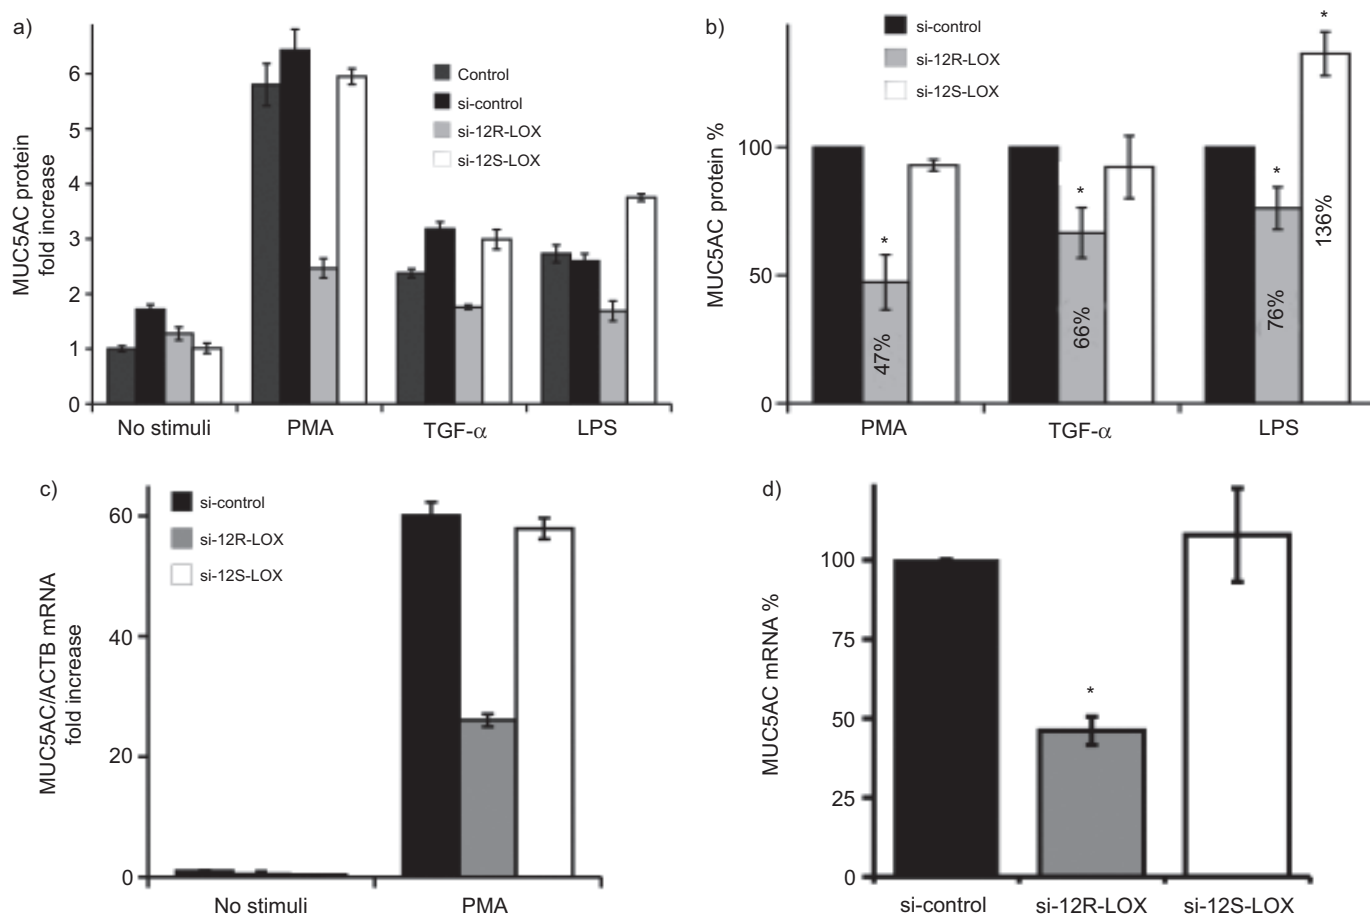 a)
MUC5AC protein
fold increase
6
5
4
3
2
1
0
Control
si-control
si-12R-LOX
si-12S-LOX
No stimuli
PMA
TGF-α
LPS
b)
MUC5AC protein %
100
50
0
si-control
si-12R-LOX
si-12S-LOX
*
47%
*
66%
*
76%
*
136%
PMA
TGF-α
LPS
c)
MUC5AC/ACTB mRNA
fold increase
60
40
20
0
si-control
si-12R-LOX
si-12S-LOX
No stimuli
PMA
d)
MUC5AC mRNA %
100
75
50
25
0
*
si-control
si-12R-LOX
si-12S-LOX